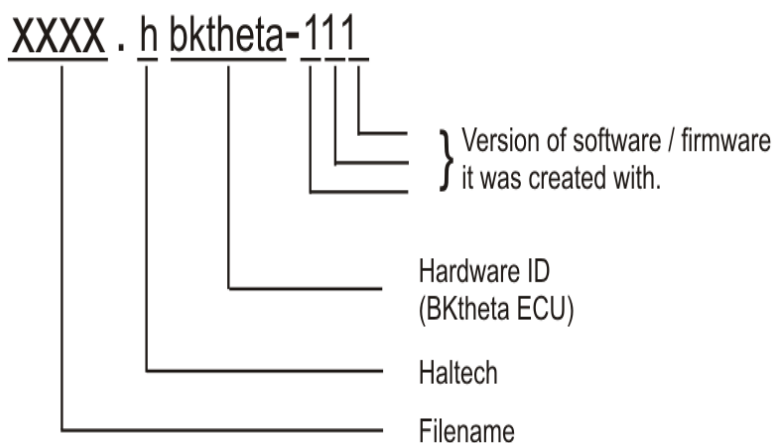 XXXX . h bktheta-111
} Version of software / firmware
it was created with.
Hardware ID
(BKtheta ECU)
Haltech
Filename